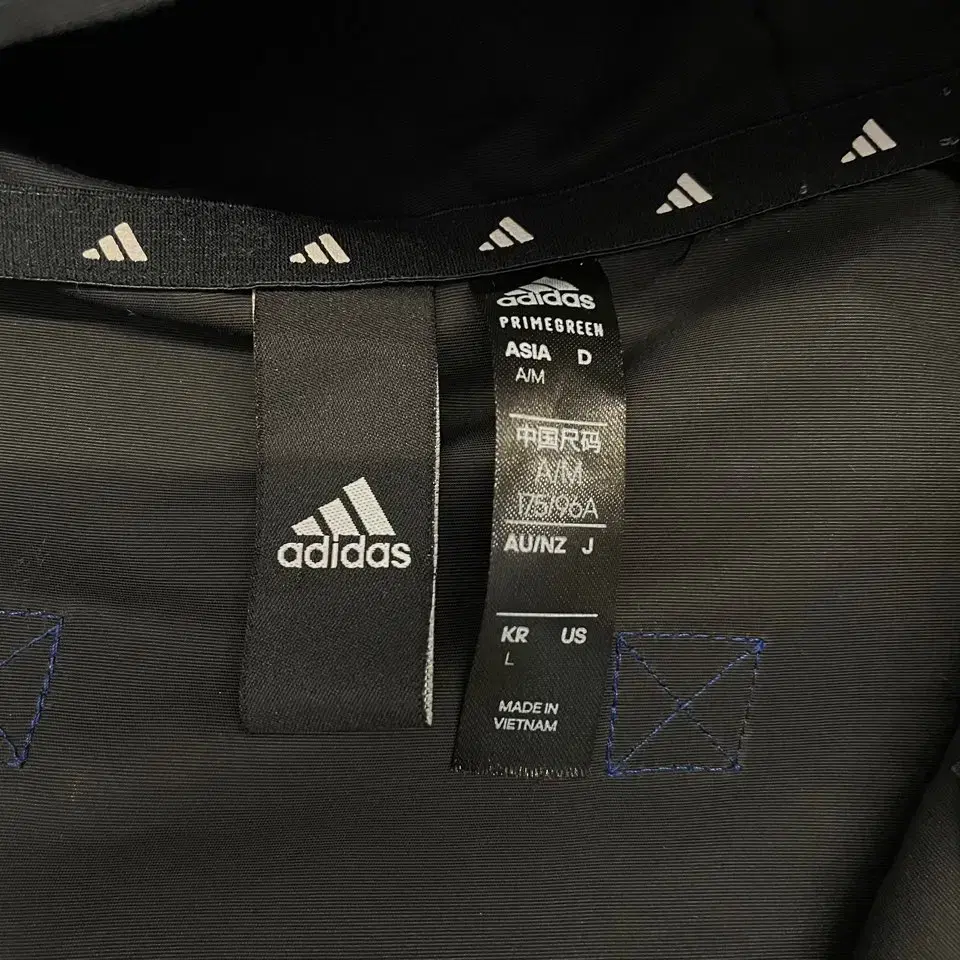 adidas
adidas
PRIMEGREEN
ASIA D
A/M
中国尺码
A/M
175/96A
AU/NZ J
KR US
L
MADE IN
VIETNAM